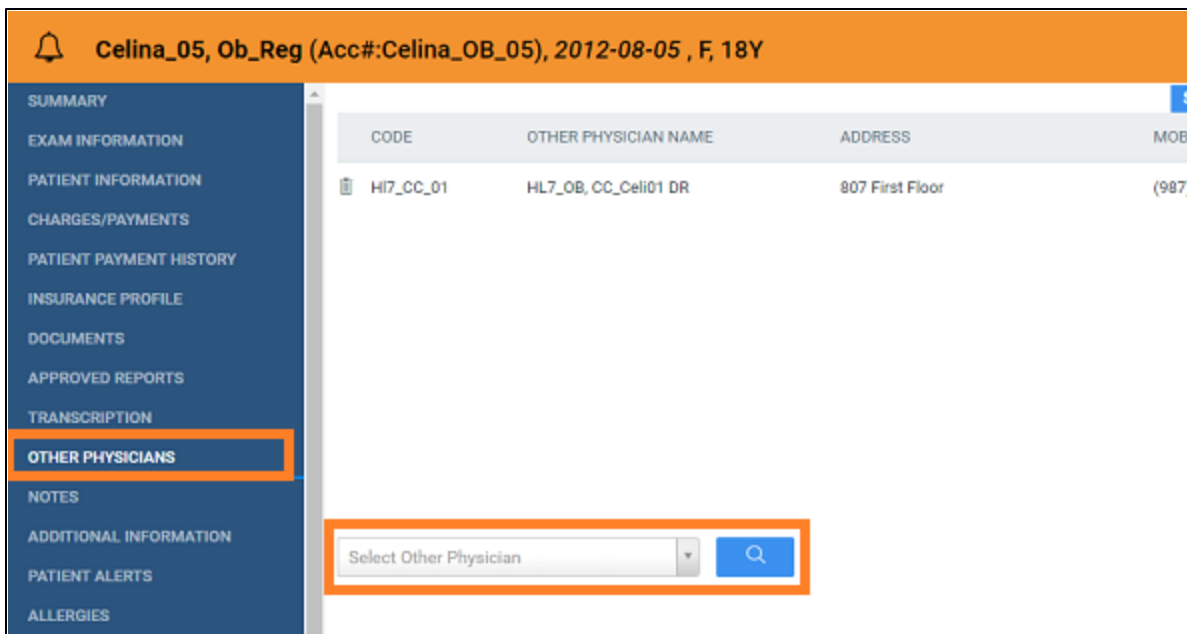 Celina_05, Ob_Reg (Acc#:Celina_OB_05), 2012-08-05 , F, 18Y
SUMMARY
EXAM INFORMATION
PATIENT INFORMATION
CHARGES/PAYMENTS
PATIENT PAYMENT HISTORY
INSURANCE PROFILE
DOCUMENTS
APPROVED REPORTS
TRANSCRIPTION
OTHER PHYSICIANS
NOTES
ADDITIONAL INFORMATION
PATIENT ALERTS
ALLERGIES
CODE OTHER PHYSICIAN NAME ADDRESS MOB
Hl7_CC_01 HL7_OB, CC_Celi01 DR 807 First Floor (987)
Select Other Physician